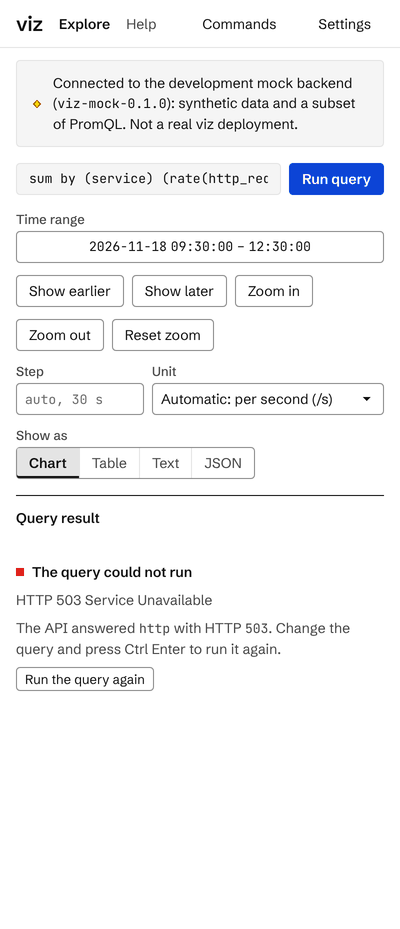 viz Explore Help Commands Settings
Connected to the development mock backend
(viz-mock-0.1.0): synthetic data and a subset
of PromQL. Not a real viz deployment.
sum by (service) (rate(http_rec Run query
Time range
2026-11-18 09:30:00 – 12:30:00
Show earlier Show later Zoom in
Zoom out Reset zoom
Step Unit
auto, 30 s Automatic: per second (/s)
Show as
Chart Table Text JSON
Query result
The query could not run
HTTP 503 Service Unavailable
The API answered http with HTTP 503. Change the
query and press Ctrl Enter to run it again.
Run the query again